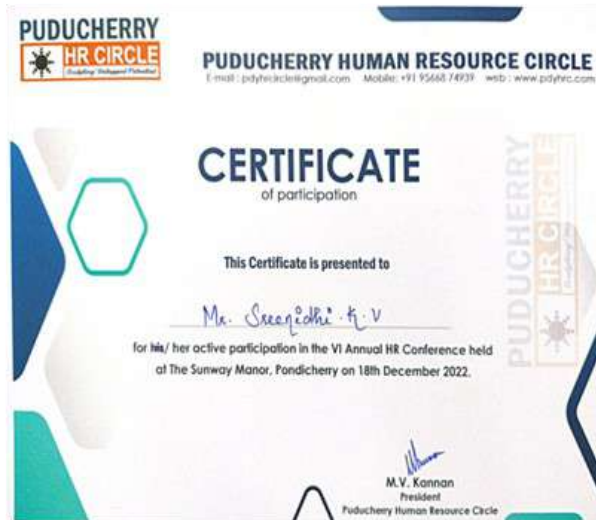 PUDUCHERRY
HR CIRCLE
Sculpting Untapped Potential
PUDUCHERRY HUMAN RESOURCE CIRCLE
E-mail : pdyhrcircle@gmail.com Mobile: +91 95668 74939 web : www.pdyhrc.com
CERTIFICATE
of participation
This Certificate is presented to
Mr. Sreenidhi . K. V
for his/ her active participation in the VI Annual HR Conference held
at The Sunway Manor, Pondicherry on 18th December 2022.
PUDUCHERRY
HR CIRCLE
M.V. Kannan
President
Puducherry Human Resource Circle